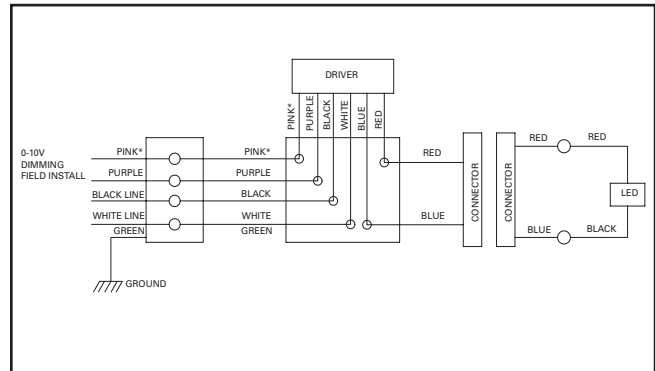 DRIVER
PINK*
PURPLE
BLACK
WHITE
BLUE
RED
0-10V
DIMMING
FIELD INSTALL
PINK*
PURPLE
BLACK LINE
WHITE LINE
GREEN
GROUND
PINK*
PURPLE
BLACK
WHITE
GREEN
RED
BLUE
CONNECTOR
CONNECTOR
RED
RED
LED
BLUE
BLACK